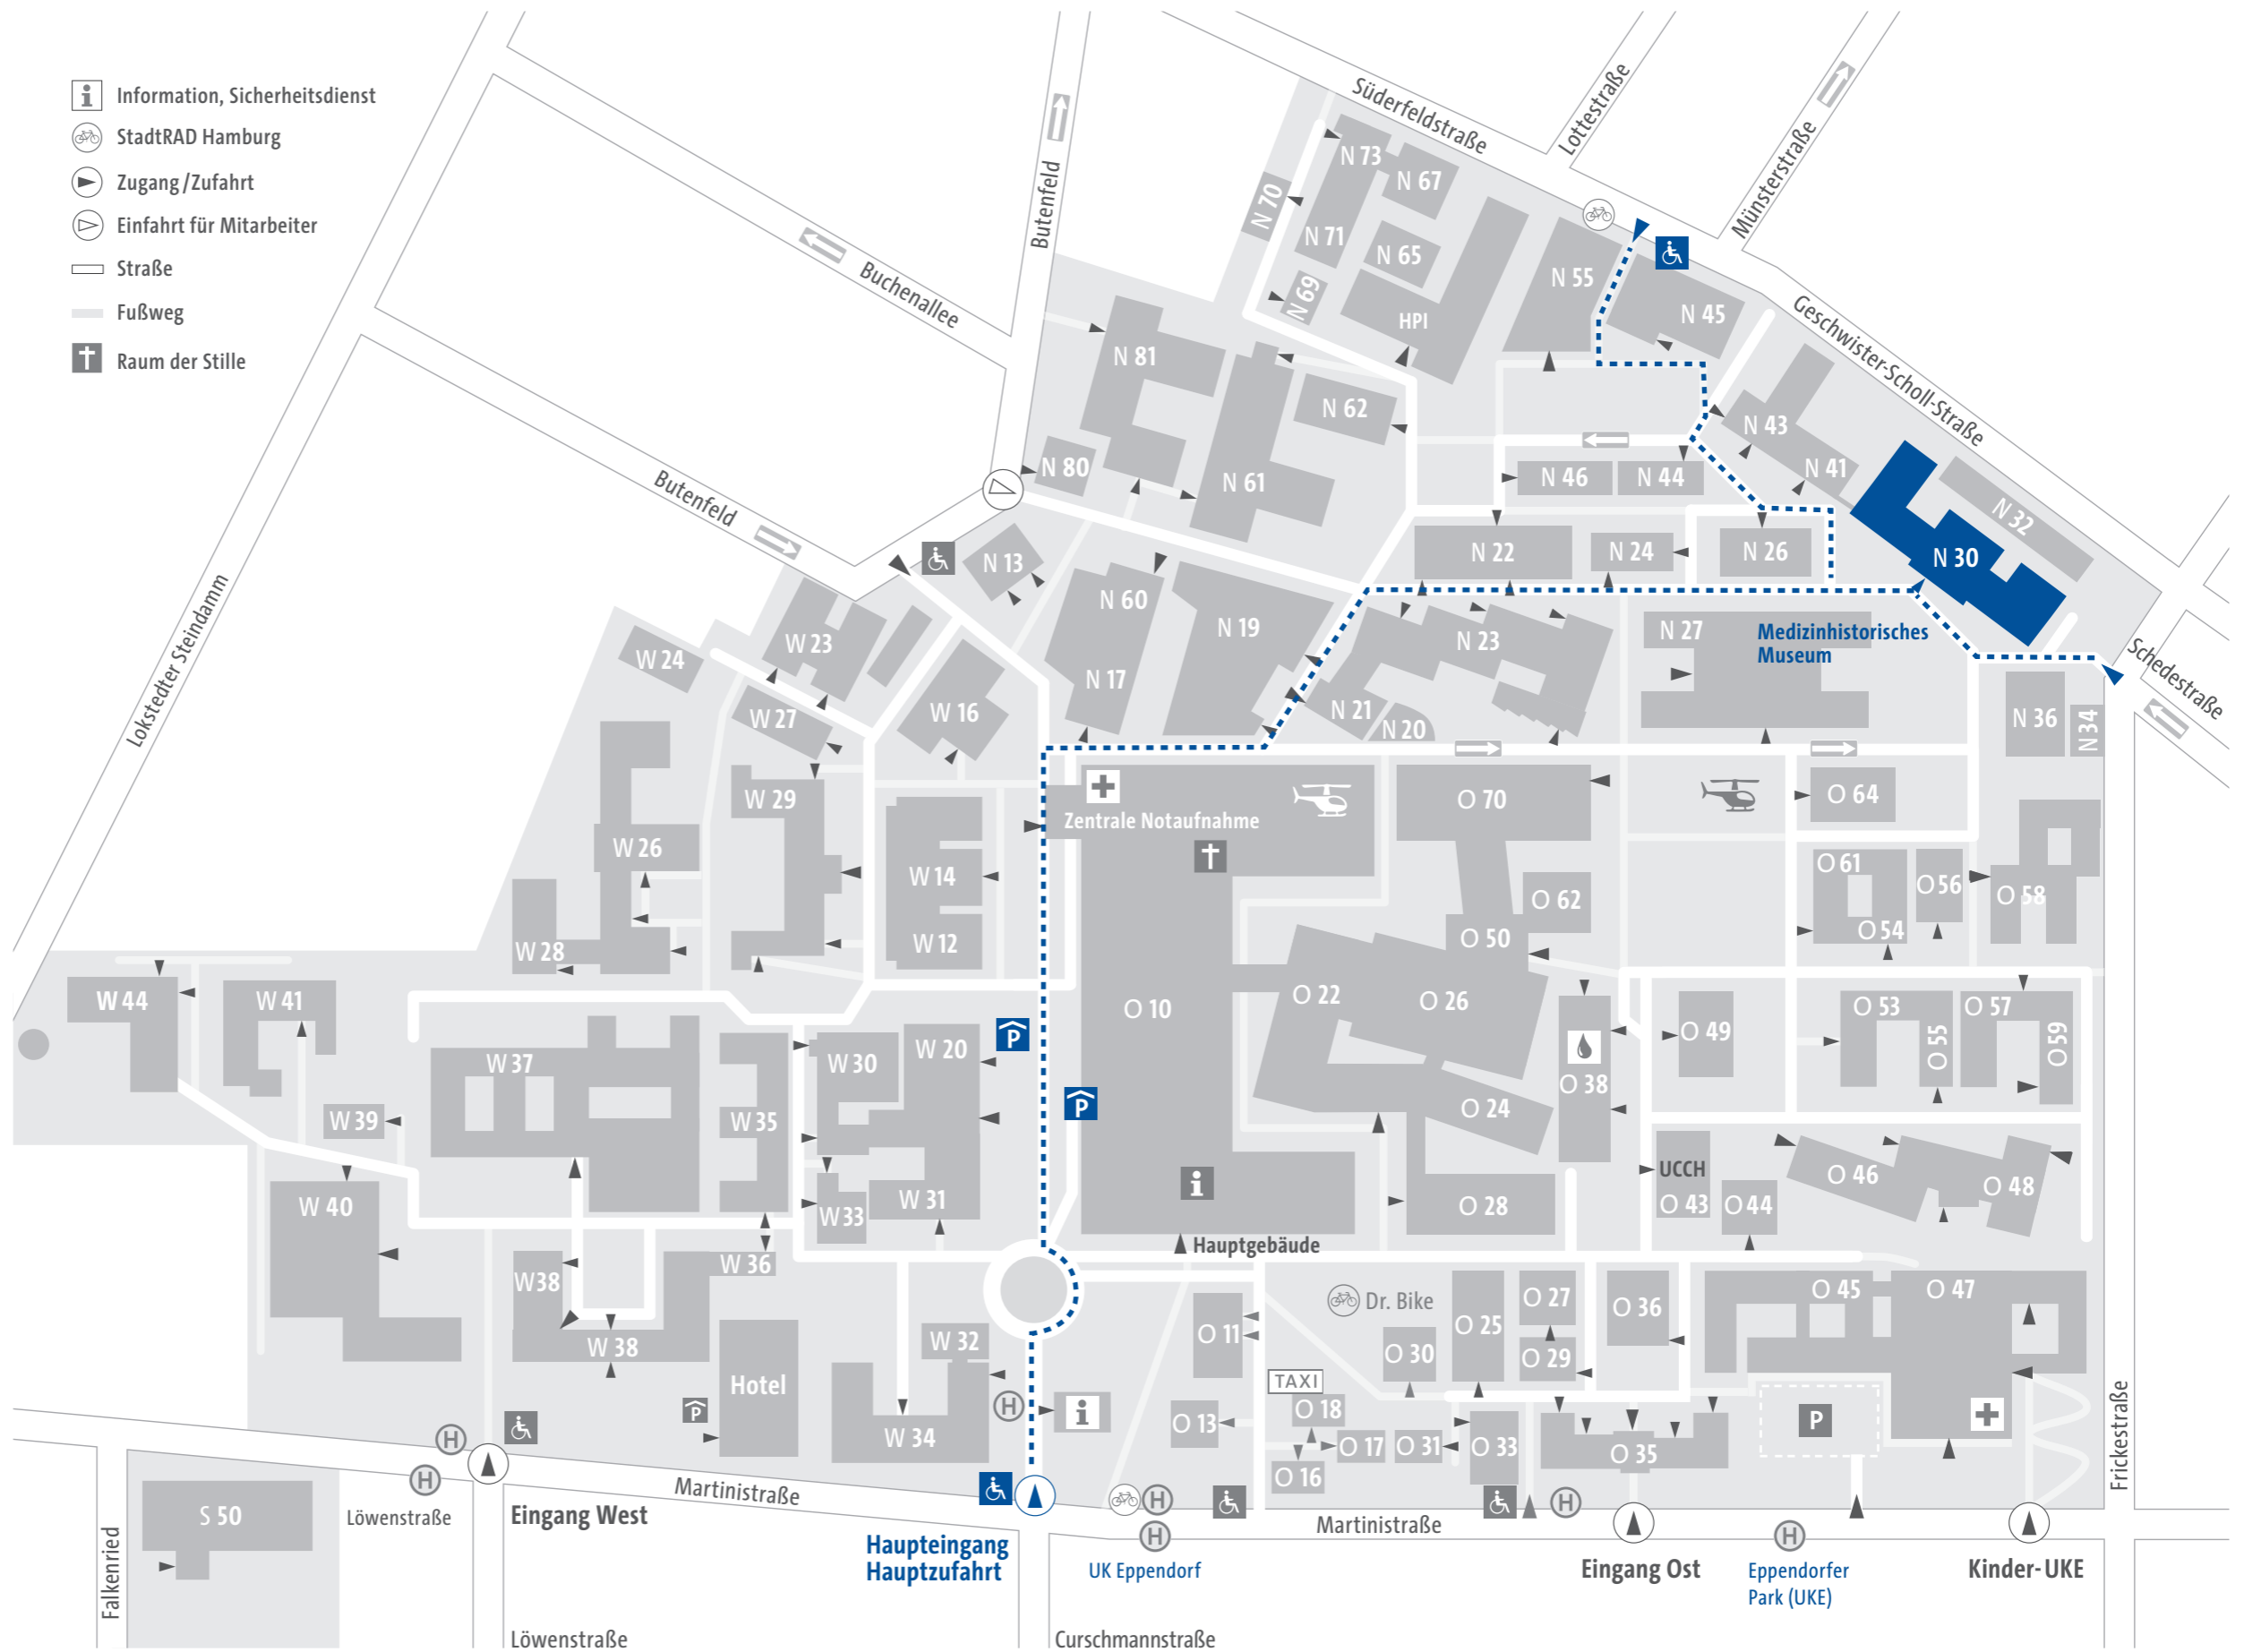 Information, Sicherheitsdienst
StadtRAD Hamburg
Zugang/Zufahrt
Einfahrt für Mitarbeiter
Straße
Fußweg
Raum der Stille
Süderfeldstraße
Lottestraße
Münsterstraße
Geschwister-Scholl-Straße
Schedestraße
Frickestraße
Butenfeld
Buchenallee
Butenfeld
Lokstedter Steindamm
N 73
N 67
N 70
N 71
N 65
N 69
HPI
N 55
N 45
N 81
N 62
N 43
N 80
N 61
N 46
N 44
N 41
N 32
N 30
N 13
N 22
N 24
N 26
N 60
N 19
N 23
N 27
Medizinhistorisches
Museum
N 17
N 21
N 20
N 36
N 34
W 23
W 24
W 27
W 16
W 29
W 26
W 14
W 12
W 28
Zentrale Notaufnahme
O 70
O 64
O 61
O 56
O 58
O 62
O 54
O 50
W 44
W 41
O 10
O 22
O 26
O 49
O 53
O 55
O 57
O 59
W 37
W 30
W 20
P
P
O 38
O 24
W 39
W 35
W 40
W 33
W 31
i
O 28
UCCH
O 43
O 44
O 46
O 48
Hauptgebäude
W 36
W38
W 38
Hotel
P
W 32
W 34
H
i
O 11
O 13
Dr. Bike
TAXI
O 30
O 25
O 27
O 29
O 36
O 45
O 47
O 18
O 17
O 16
O 31
O 33
O 35
P
H
H
H
H
H
H
S 50
Falkenried
Löwenstraße
Löwenstraße
Eingang West
Martinistraße
Haupteingang
Hauptzufahrt
UK Eppendorf
Curschmannstraße
Martinistraße
Eingang Ost
Eppendorfer
Park (UKE)
Kinder-UKE